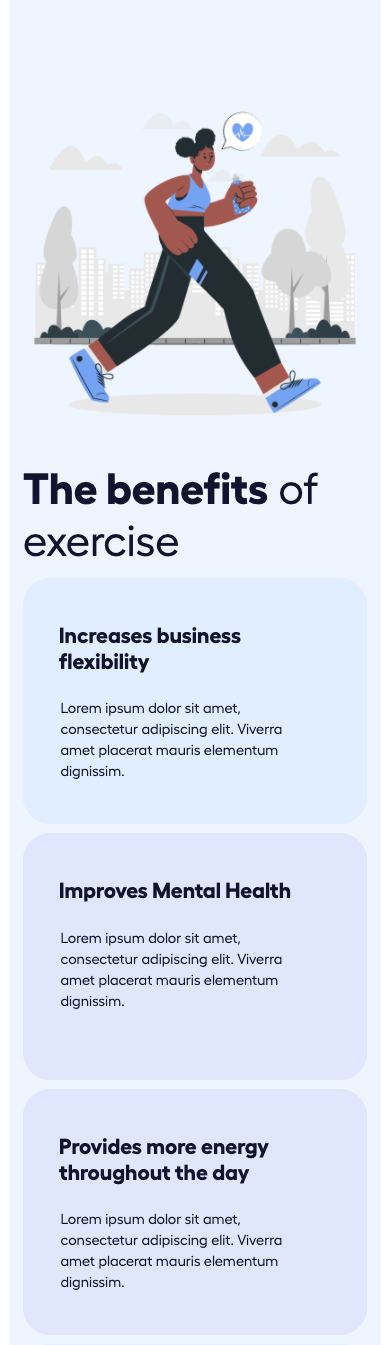 The benefits of
exercise
Increases business
flexibility
Lorem ipsum dolor sit amet,
consectetur adipiscing elit. Viverra
amet placerat mauris elementum
dignissim.
Improves Mental Health
Lorem ipsum dolor sit amet,
consectetur adipiscing elit. Viverra
amet placerat mauris elementum
dignissim.
Provides more energy
throughout the day
Lorem ipsum dolor sit amet,
consectetur adipiscing elit. Viverra
amet placerat mauris elementum
dignissim.